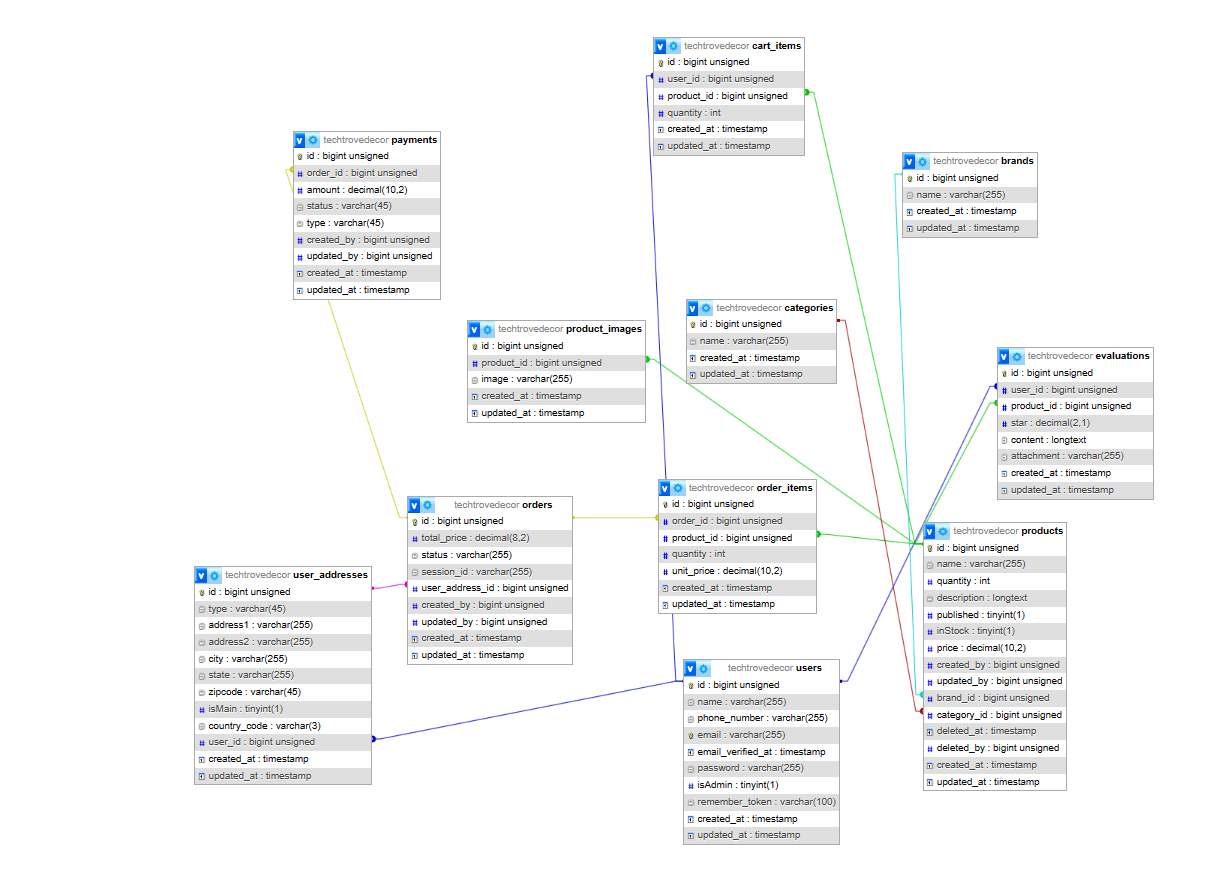 techtrovedecor cart_items
id : bigint unsigned
user_id : bigint unsigned
product_id : bigint unsigned
quantity : int
created_at : timestamp
updated_at : timestamp
techtrovedecor payments
id : bigint unsigned
order_id : bigint unsigned
amount : decimal(10,2)
status : varchar(45)
type : varchar(45)
created_by : bigint unsigned
updated_by : bigint unsigned
created_at : timestamp
updated_at : timestamp
techtrovedecor brands
id : bigint unsigned
name : varchar(255)
created_at : timestamp
updated_at : timestamp
techtrovedecor categories
id : bigint unsigned
name : varchar(255)
created_at : timestamp
updated_at : timestamp
techtrovedecor product_images
id : bigint unsigned
product_id : bigint unsigned
image : varchar(255)
created_at : timestamp
updated_at : timestamp
techtrovedecor evaluations
id : bigint unsigned
user_id : bigint unsigned
product_id : bigint unsigned
star : decimal(2,1)
content : longtext
attachment : varchar(255)
created_at : timestamp
updated_at : timestamp
techtrovedecor order_items
id : bigint unsigned
order_id : bigint unsigned
product_id : bigint unsigned
quantity : int
unit_price : decimal(10,2)
created_at : timestamp
updated_at : timestamp
techtrovedecor orders
id : bigint unsigned
total_price : decimal(8,2)
status : varchar(255)
session_id : varchar(255)
user_address_id : bigint unsigned
created_by : bigint unsigned
updated_by : bigint unsigned
created_at : timestamp
updated_at : timestamp
techtrovedecor products
id : bigint unsigned
name : varchar(255)
quantity : int
description : longtext
published : tinyint(1)
inStock : tinyint(1)
price : decimal(10,2)
created_by : bigint unsigned
updated_by : bigint unsigned
brand_id : bigint unsigned
category_id : bigint unsigned
deleted_at : timestamp
deleted_by : bigint unsigned
created_at : timestamp
updated_at : timestamp
techtrovedecor user_addresses
id : bigint unsigned
type : varchar(45)
address1 : varchar(255)
address2 : varchar(255)
city : varchar(255)
state : varchar(255)
zipcode : varchar(45)
isMain : tinyint(1)
country_code : varchar(3)
user_id : bigint unsigned
created_at : timestamp
updated_at : timestamp
techtrovedecor users
id : bigint unsigned
name : varchar(255)
phone_number : varchar(255)
email : varchar(255)
email_verified_at : timestamp
password : varchar(255)
isAdmin : tinyint(1)
remember_token : varchar(100)
created_at : timestamp
updated_at : timestamp